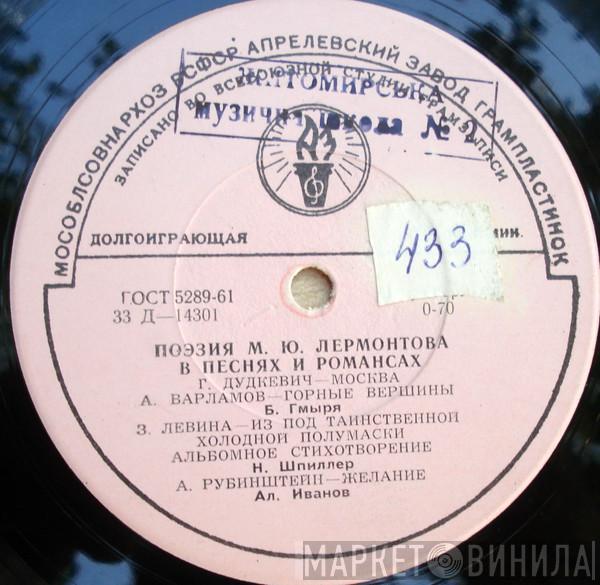 МОСОБЛСОВНАРХОЗ РСФСР АПРЕЛЕВСКИЙ ЗАВОД ГРАМПЛАСТИНОК
ЗАПИСАНО ВО ВСЕСОЮЗНОЙ СТУДИИ ГРАМЗАПИСИ
ЖИТОМИРСЬКА
музична школа №
АЗ
ДОЛГОИГРАЮЩАЯ
МИН.
433
ГОСТ 5289-61
33 Д—14301
0-70
ПОЭЗИЯ М. Ю. ЛЕРМОНТОВА
В ПЕСНЯХ И РОМАНСАХ
Г. ДУДКЕВИЧ—МОСКВА
А. ВАРЛАМОВ—ГОРНЫЕ ВЕРШИНЫ
Б. Гмыря
З. ЛЕВИНА—ИЗ ПОД ТАИНСТВЕННОЙ
ХОЛОДНОЙ ПОЛУМАСКИ
АЛЬБОМНОЕ СТИХОТВОРЕНИЕ
Н. Шпиллер
А. РУБИНШТЕЙН—ЖЕЛАНИЕ
Ал. Иванов
МАРКЕТ ВИНИЛА